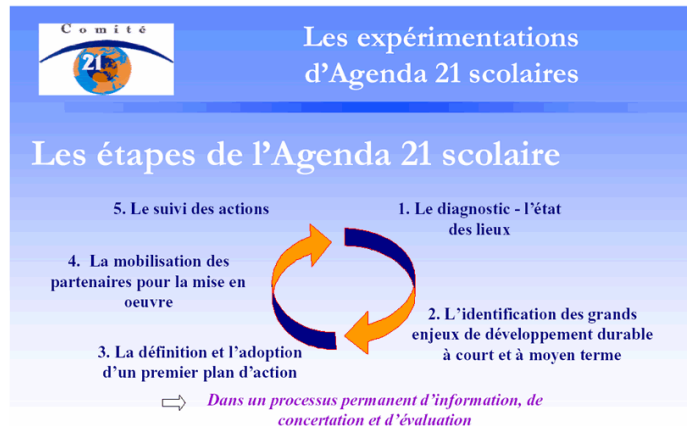 Comité
21
Les expérimentations
d'Agenda 21 scolaires
Les étapes de l'Agenda 21 scolaire
5. Le suivi des actions
1. Le diagnostic - l'état
des lieux
4. La mobilisation des
partenaires pour la mise en
oeuvre
2. L'identification des grands
enjeux de développement durable
à court et à moyen terme
3. La définition et l'adoption
d'un premier plan d'action
Dans un processus permanent d'information, de
concertation et d'évaluation